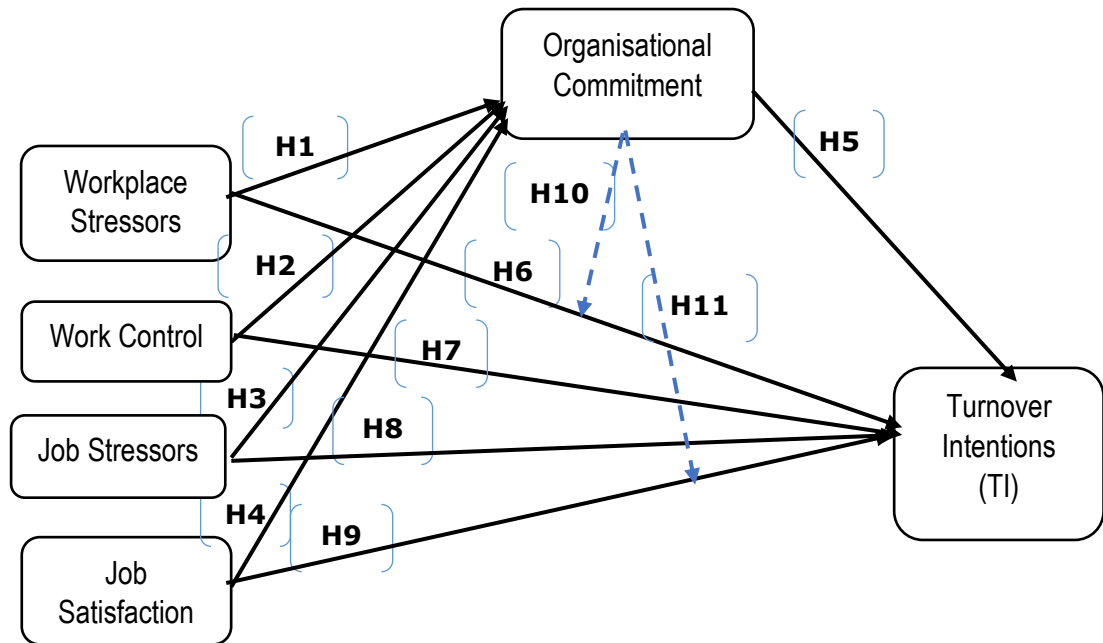 Organisational
Commitment
H1
H5
Workplace
Stressors
H10
H2
H6
H11
Work Control
H7
H3
H8
Job Stressors
Turnover
Intentions
(TI)
H4
H9
Job
Satisfaction